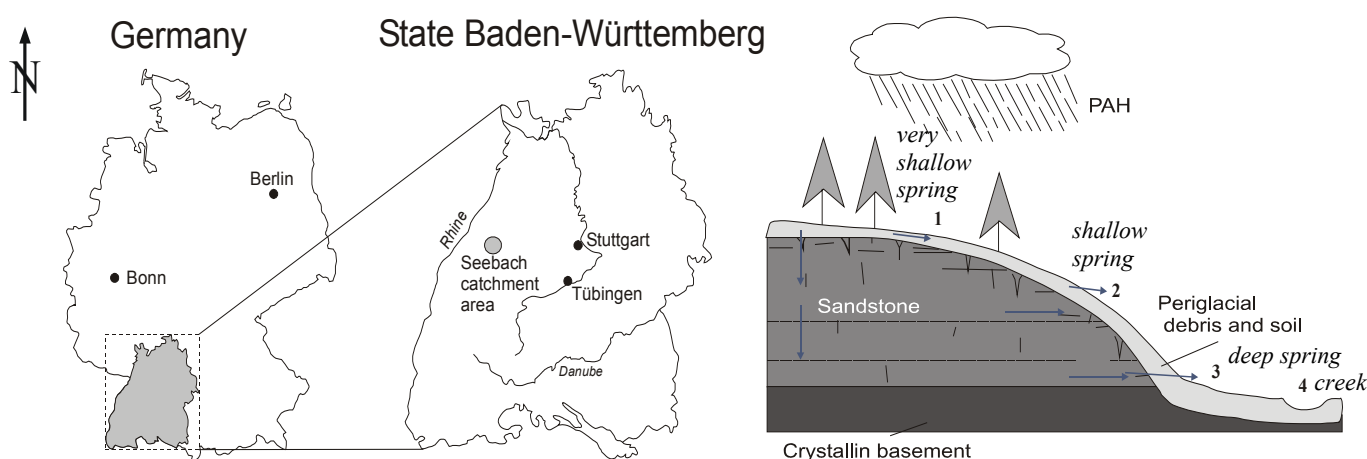 Germany
State Baden-Württemberg
N
Berlin
Bonn
Rhine
Stuttgart
Seebach
catchment
area
Tübingen
Danube
PAH
very
shallow
spring
1
shallow
spring
2
Sandstone
Periglacial
debris and soil
deep spring
3
4 creek
Crystallin basement